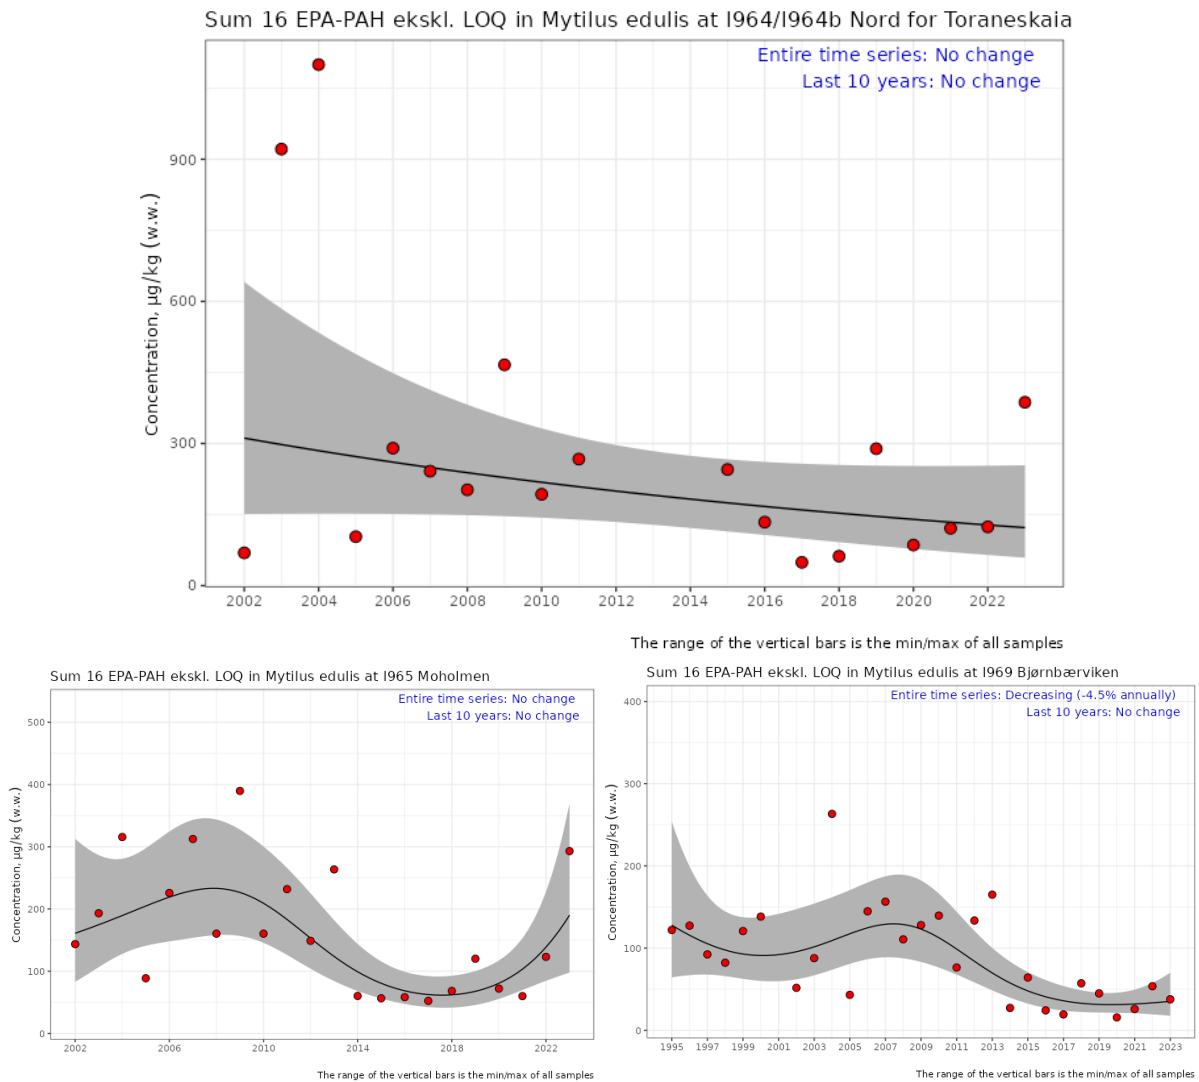 Sum 16 EPA-PAH ekskl. LOQ in Mytilus edulis at I964/I964b Nord for Toraneskaia
Entire time series: No change
Last 10 years: No change
Concentration, µg/kg (w.w.)
900
600
300
0
2002 2004 2006 2008 2010 2012 2014 2016 2018 2020 2022
The range of the vertical bars is the min/max of all samples
Sum 16 EPA-PAH ekskl. LOQ in Mytilus edulis at I965 Moholmen
Entire time series: No change
Last 10 years: No change
Concentration, µg/kg (w.w.)
500
400
300
200
100
0
2002 2006 2010 2014 2018 2022
The range of the vertical bars is the min/max of all samples
Sum 16 EPA-PAH ekskl. LOQ in Mytilus edulis at I969 Bjørnbærviken
Entire time series: Decreasing (-4.5% annually)
Last 10 years: No change
Concentration, µg/kg (w.w.)
400
300
200
100
0
1995 1997 1999 2001 2003 2005 2007 2009 2011 2013 2015 2017 2019 2021 2023
The range of the vertical bars is the min/max of all samples